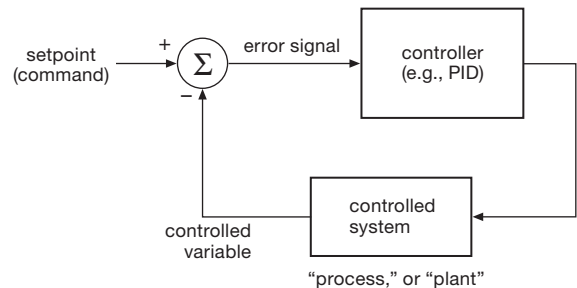 setpoint
(command)
+
Σ
−
error signal
controller
(e.g., PID)
controlled
system
controlled
variable
“process,” or “plant”